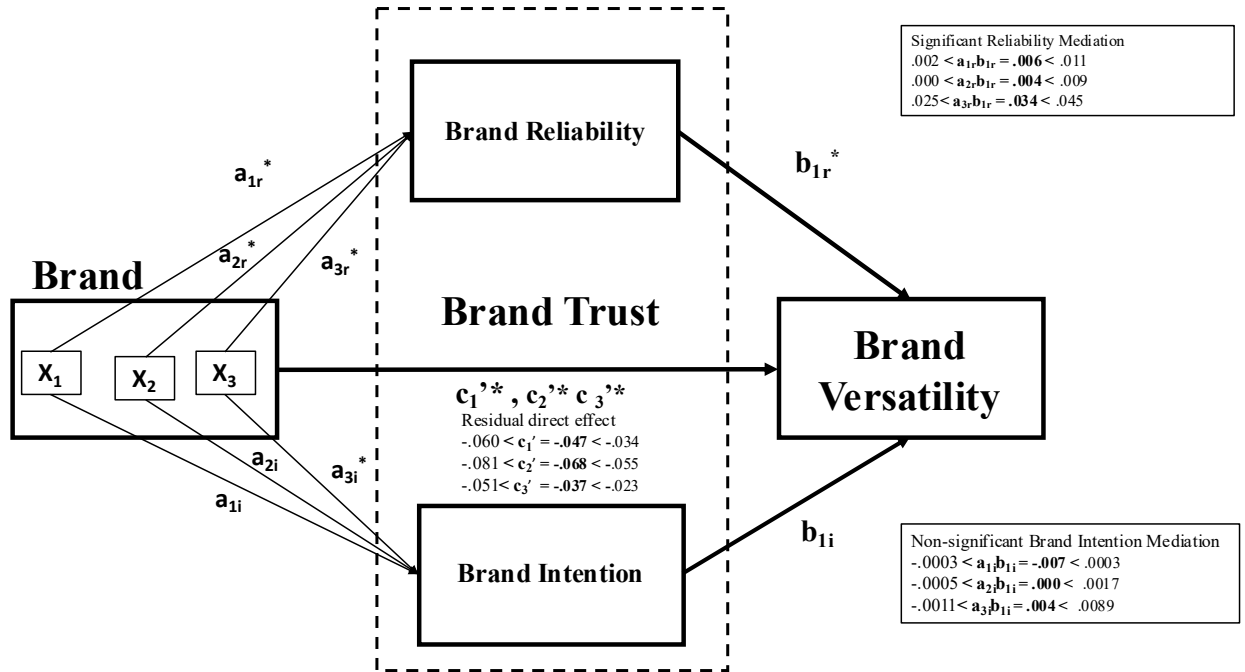 Significant Reliability Mediation
.002 < a1rb1r = .006 < .011
.000 < a2rb1r = .004 < .009
.025< a3rb1r = .034 < .045
Brand Reliability
a1r*
b1r*
a2r*
a3r*
Brand
Brand Trust
X1
X2
X3
Brand
Versatility
c1’* , c2’* c3’*
Residual direct effect
-.060 < c1’ = -.047 < -.034
-.081 < c2’ = -.068 < -.055
-.051< c3’ = -.037 < -.023
a2i
a3i*
a1i
b1i
Brand Intention
Non-significant Brand Intention Mediation
-.0003 < a1ib1i = -.007 < .0003
-.0005 < a2ib1i = .000 < .0017
-.0011< a3ib1i = .004 < .0089